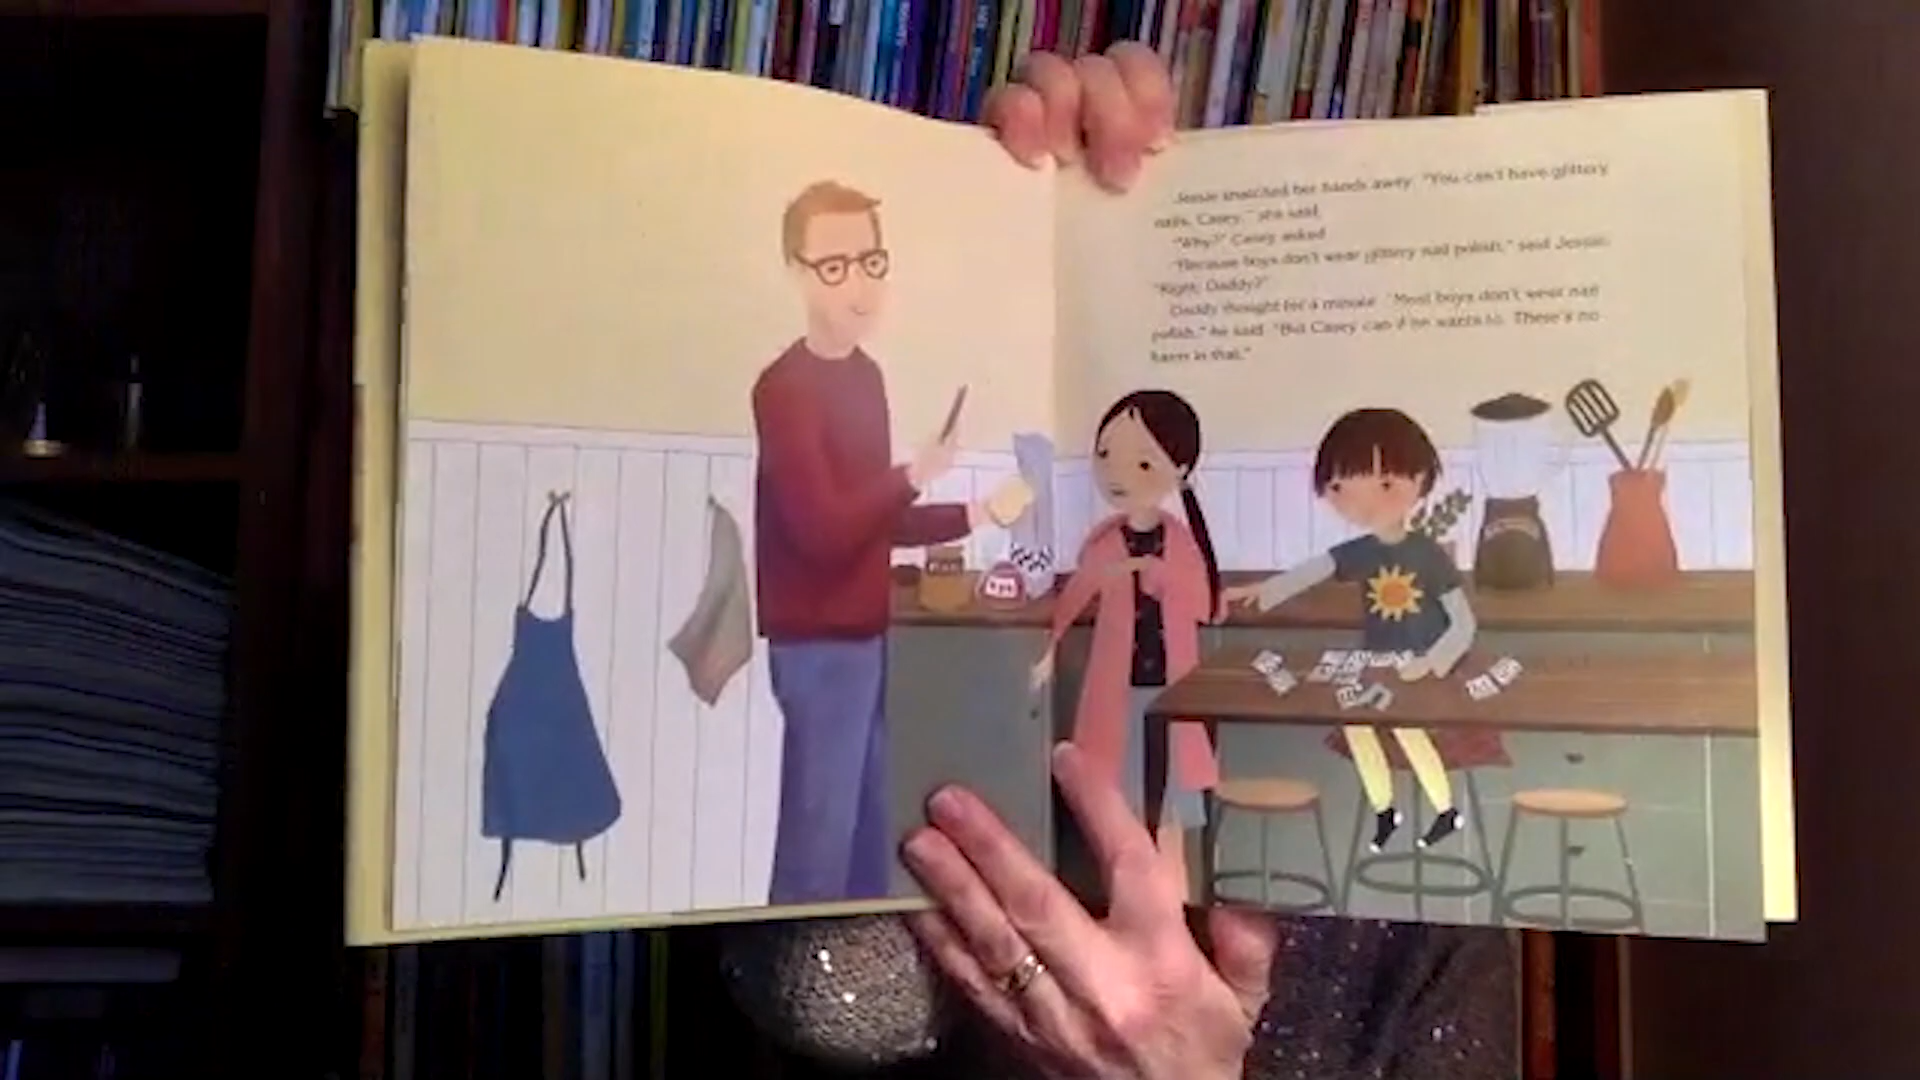 Jessie snatched her hands away. "You can't have glittery
nails, Casey," she said.
"Why?" Casey asked.
"Because boys don't wear glittery nail polish," said Jessie.
"Right, Daddy?"
Daddy thought for a minute. "Most boys don't wear nail
polish," he said. "But Casey can if he wants to. There's no
harm in that."